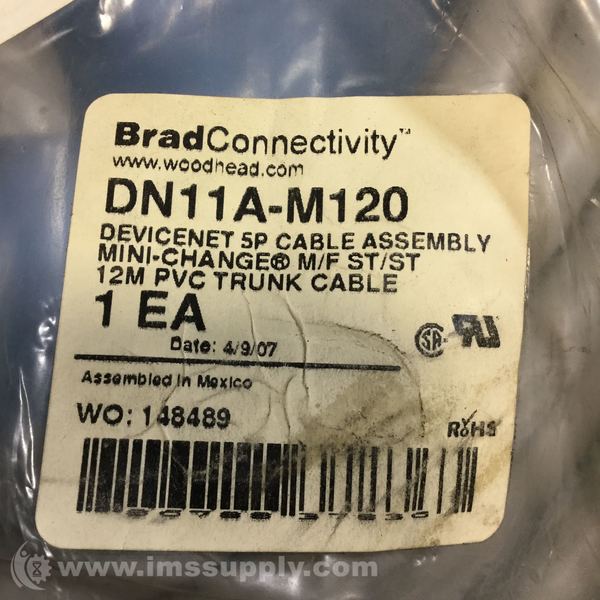 BradConnectivity™
www.woodhead.com
DN11A-M120
DEVICENET 5P CABLE ASSEMBLY
MINI-CHANGE® M/F ST/ST
12M PVC TRUNK CABLE
1 EA
Date: 4/9/07
Assembled in Mexico
WO: 148489
RoHS
www.imssupply.com